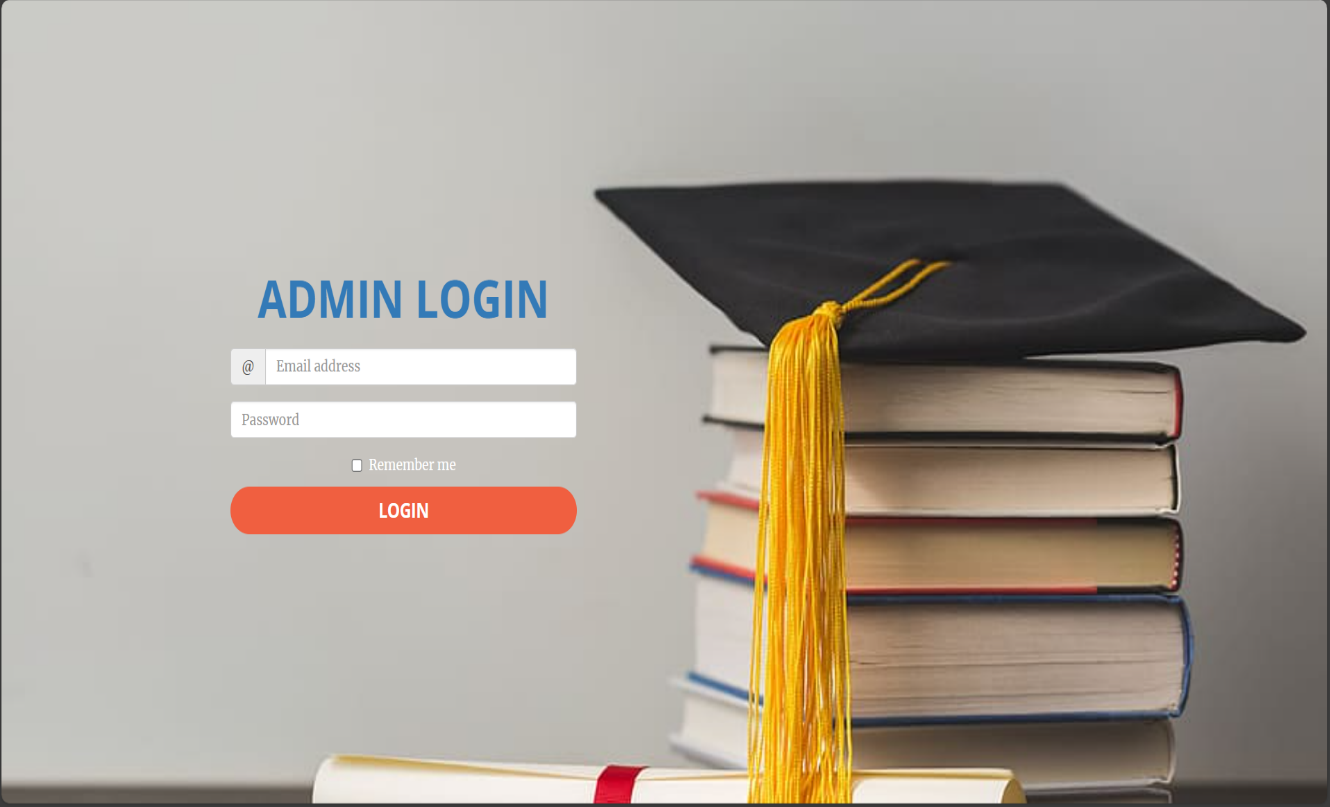 ADMIN LOGIN
@ Email address
Password
Remember me
LOGIN